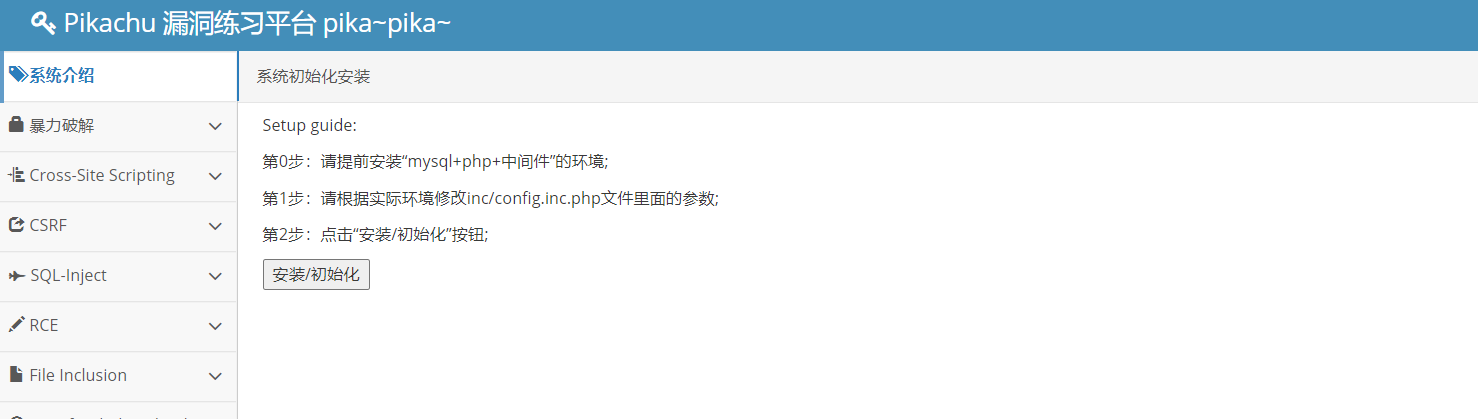 Pikachu 漏洞练习平台 pika~pika~
系统介绍
系统初始化安装
暴力破解
Cross-Site Scripting
CSRF
SQL-Inject
RCE
File Inclusion
Setup guide:
第0步：请提前安装“mysql+php+中间件”的环境;
第1步：请根据实际环境修改inc/config.inc.php文件里面的参数;
第2步：点击“安装/初始化”按钮;
安装/初始化